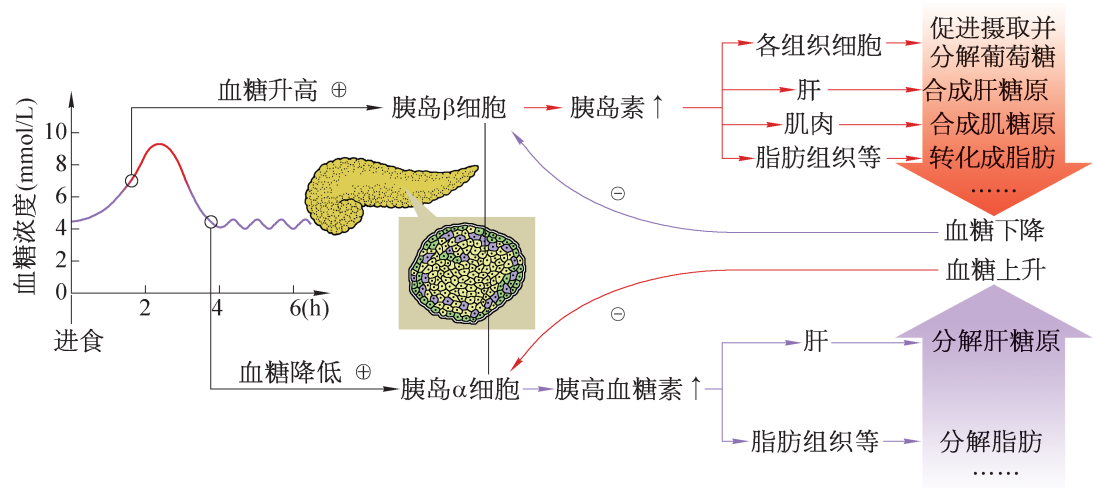 血糖浓度(mmol/L)
10
8
6
4
2
0
2
4
6(h)
进食
血糖升高 ⊕
胰岛β细胞
胰岛素↑
各组织细胞
促进摄取并
分解葡萄糖
肝
合成肝糖原
肌肉
合成肌糖原
脂肪组织等
转化成脂肪
……
⊖
血糖下降
血糖上升
⊖
血糖降低 ⊕
胰岛α细胞
胰高血糖素↑
肝
分解肝糖原
脂肪组织等
分解脂肪
……